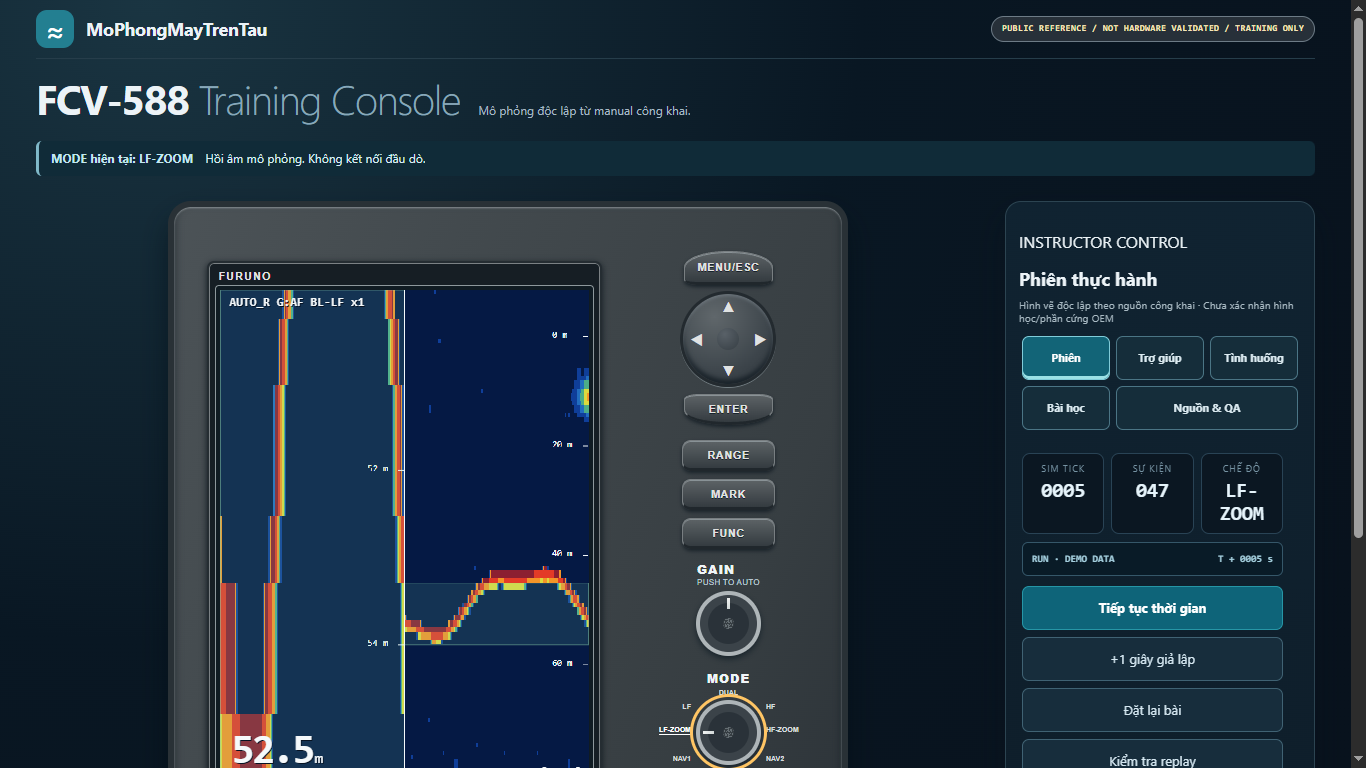 ≈
MoPhongMayTrenTau
PUBLIC REFERENCE / NOT HARDWARE VALIDATED / TRAINING ONLY
FCV-588 Training Console Mô phỏng độc lập từ manual công khai.
MODE hiện tại: LF-ZOOM Hồi âm mô phỏng. Không kết nối đầu dò.
FURUNO
AUTO_R G:AF BL-LF x1
0 m
20 m
52 m
40 m
54 m
60 m
52.5m
MENU/ESC
ENTER
RANGE
MARK
FUNC
GAIN
PUSH TO AUTO
MODE
DUAL
LF
HF
LF-ZOOM
HF-ZOOM
NAV1
NAV2
INSTRUCTOR CONTROL
Phiên thực hành
Hình vẽ độc lập theo nguồn công khai · Chưa xác nhận hình
học/phần cứng OEM
Phiên
Trợ giúp
Tình huống
Bài học
Nguồn & QA
SIM TICK
0005
SỰ KIỆN
047
CHẾ ĐỘ
LF-
ZOOM
RUN · DEMO DATA
T + 0005 s
Tiếp tục thời gian
+1 giây giả lập
Đặt lại bài
Kiểm tra replay